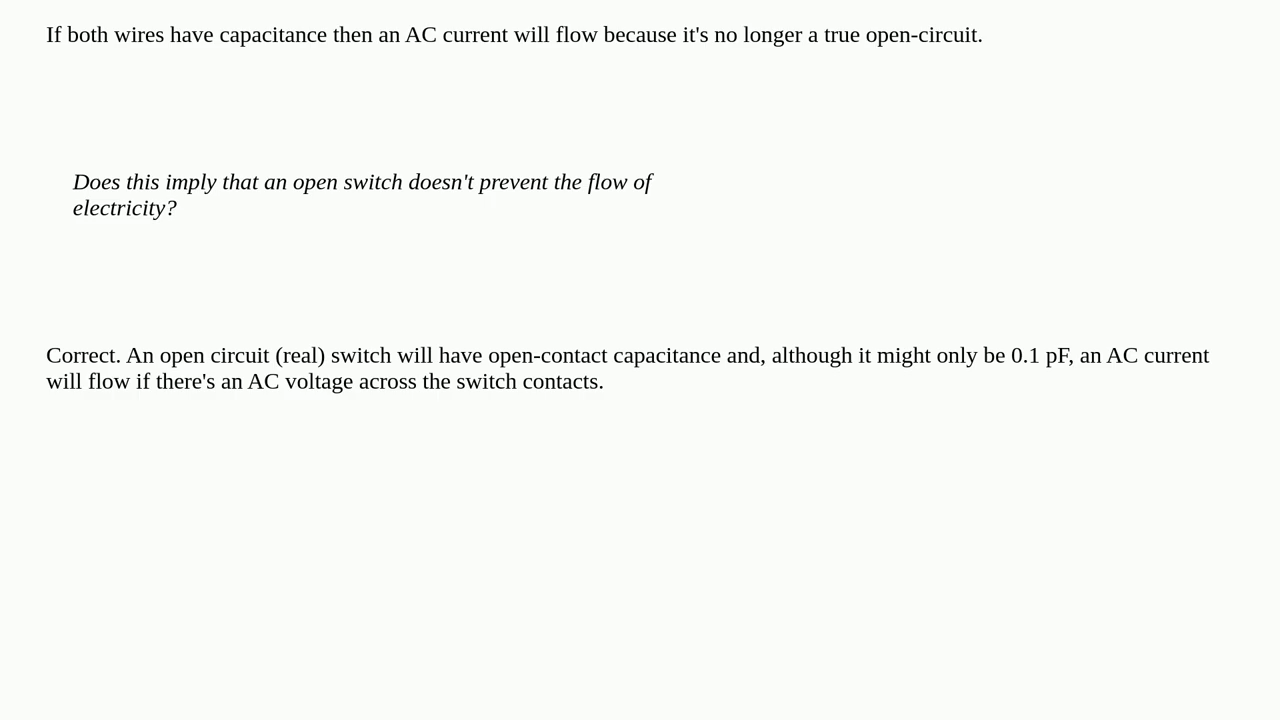 If both wires have capacitance then an AC current will flow because it's no longer a true open-circuit.
Does this imply that an open switch doesn't prevent the flow of
electricity?
Correct. An open circuit (real) switch will have open-contact capacitance and, although it might only be 0.1 pF, an AC current
will flow if there's an AC voltage across the switch contacts.